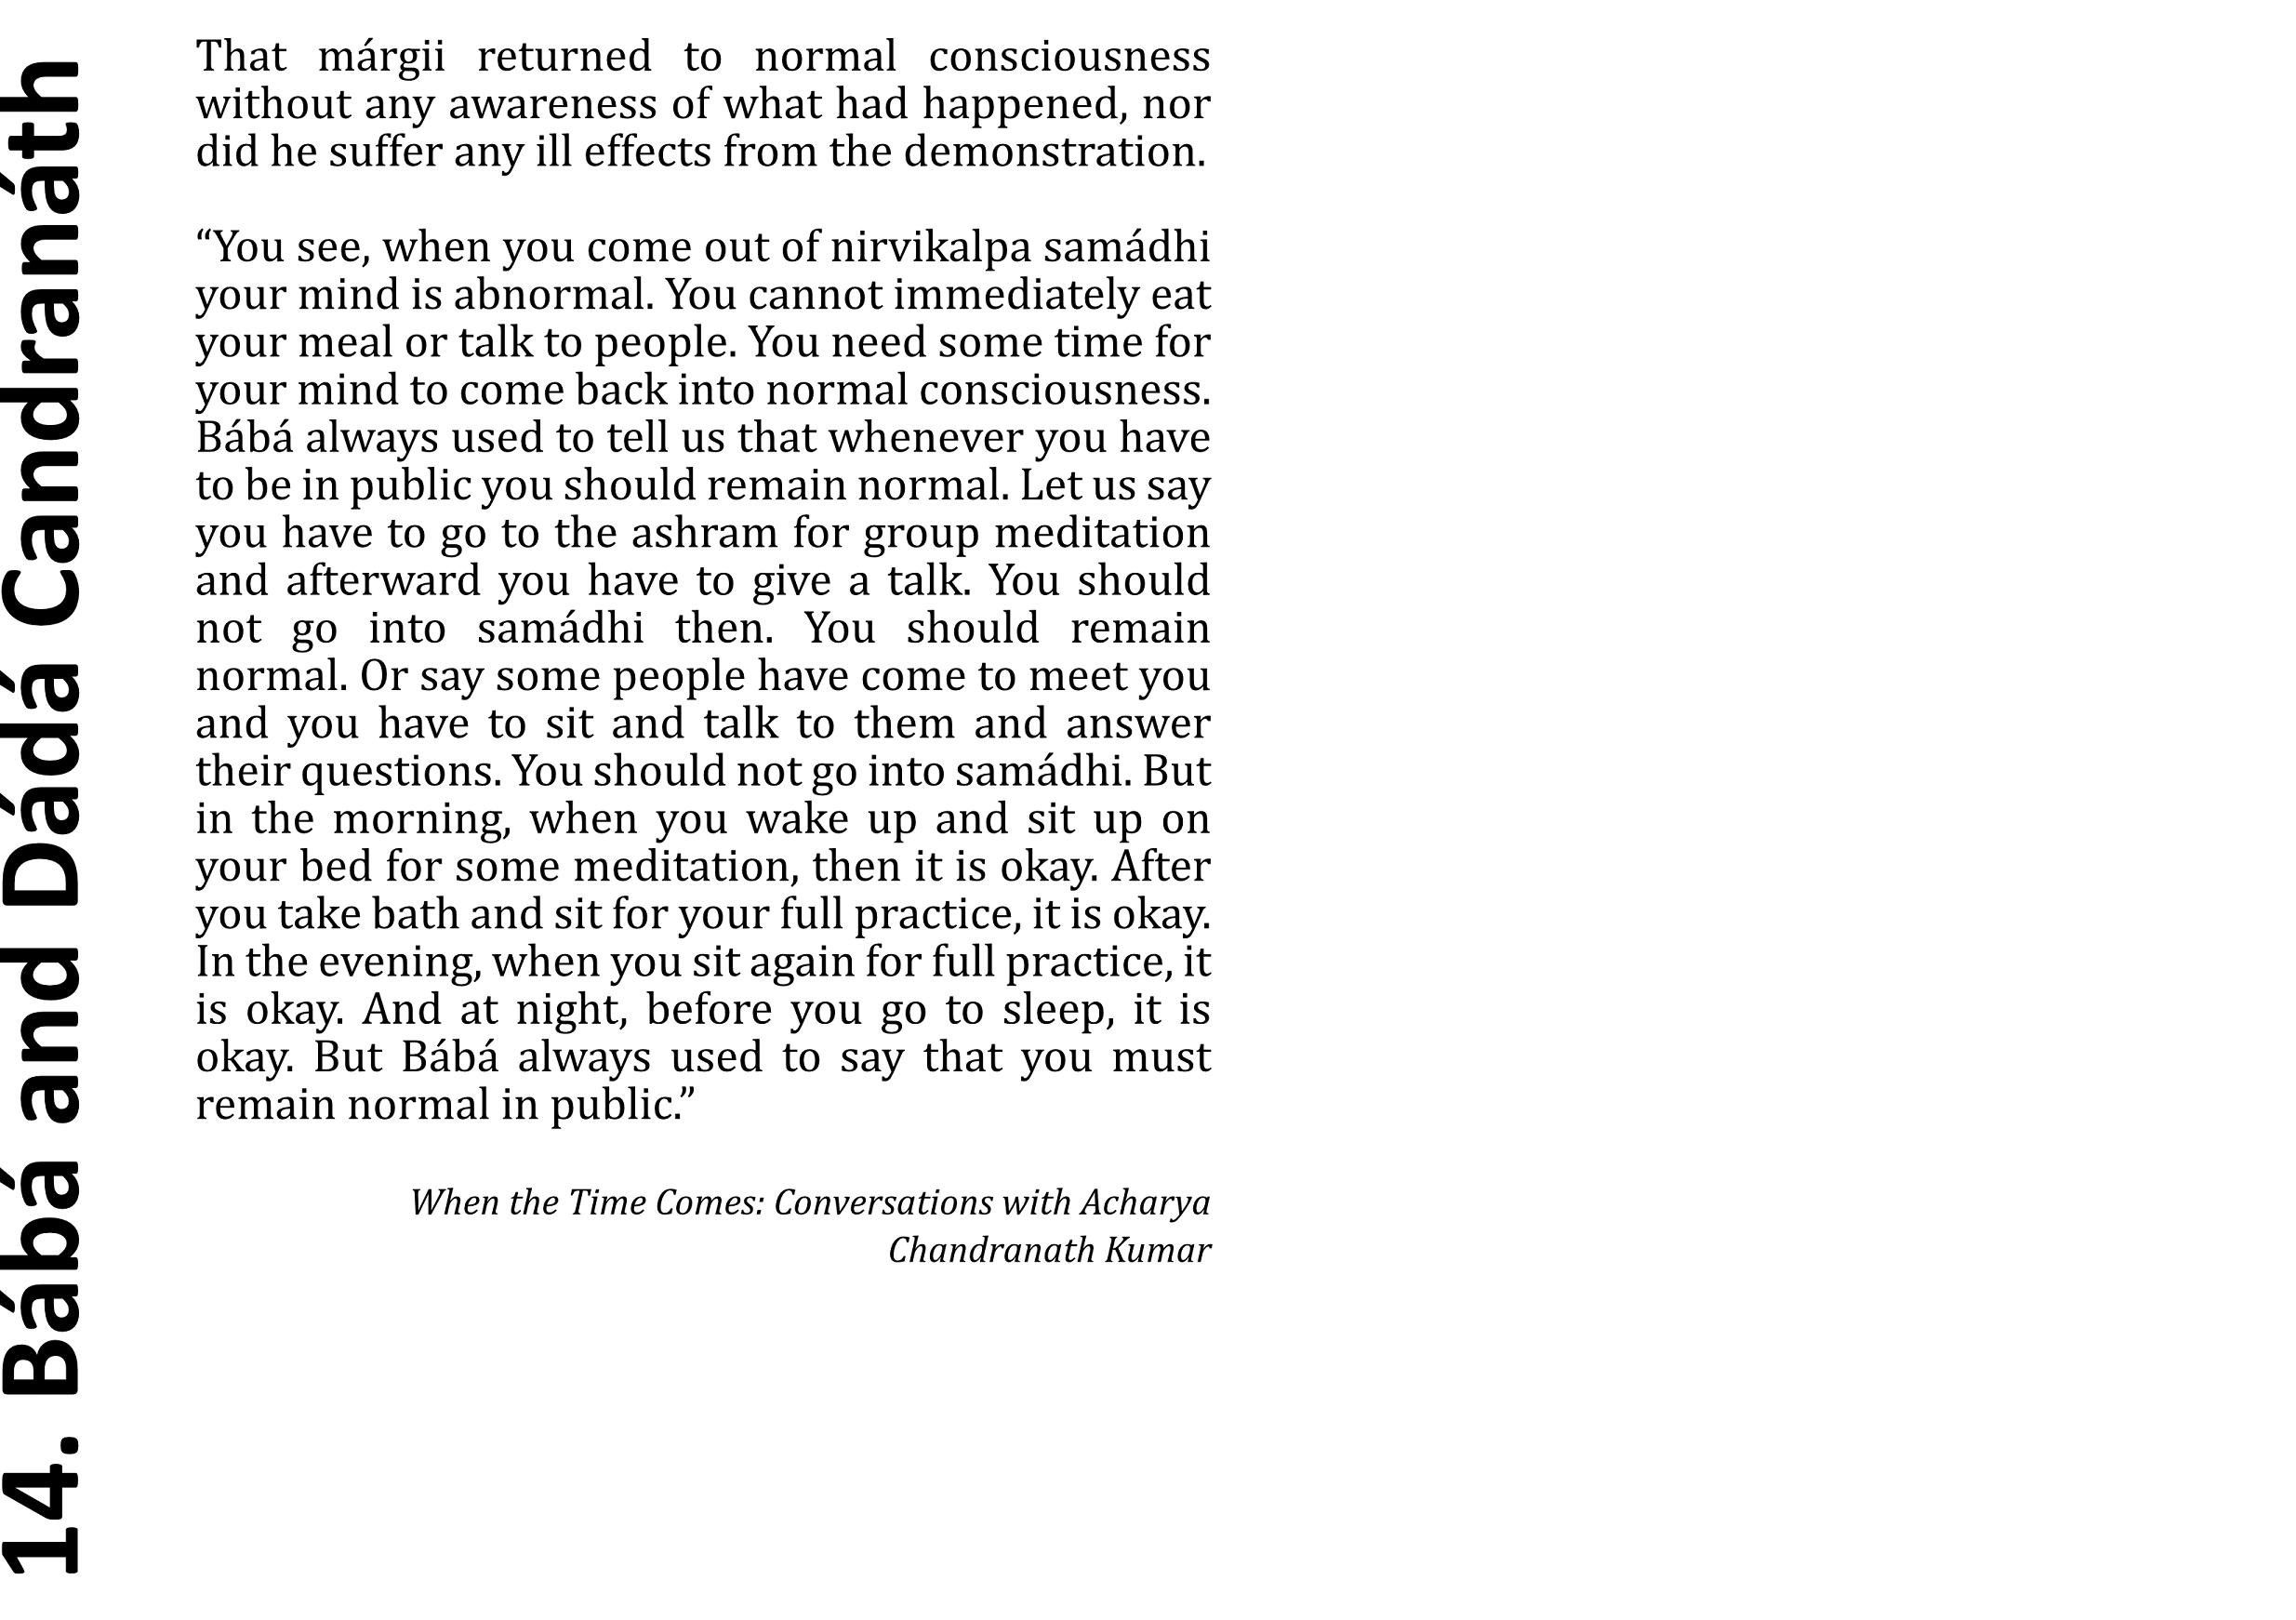 14. Bábá and Dádá Candranáth
That márgii returned to normal consciousness
without any awareness of what had happened, nor
did he suffer any ill effects from the demonstration.
“You see, when you come out of nirvikalpa samádhi
your mind is abnormal. You cannot immediately eat
your meal or talk to people. You need some time for
your mind to come back into normal consciousness.
Bábá always used to tell us that whenever you have
to be in public you should remain normal. Let us say
you have to go to the ashram for group meditation
and afterward you have to give a talk. You should
not go into samádhi then. You should remain
normal. Or say some people have come to meet you
and you have to sit and talk to them and answer
their questions. You should not go into samádhi. But
in the morning, when you wake up and sit up on
your bed for some meditation, then it is okay. After
you take bath and sit for your full practice, it is okay.
In the evening, when you sit again for full practice, it
is okay. And at night, before you go to sleep, it is
okay. But Bábá always used to say that you must
remain normal in public.”
When the Time Comes: Conversations with Acharya
Chandranath Kumar